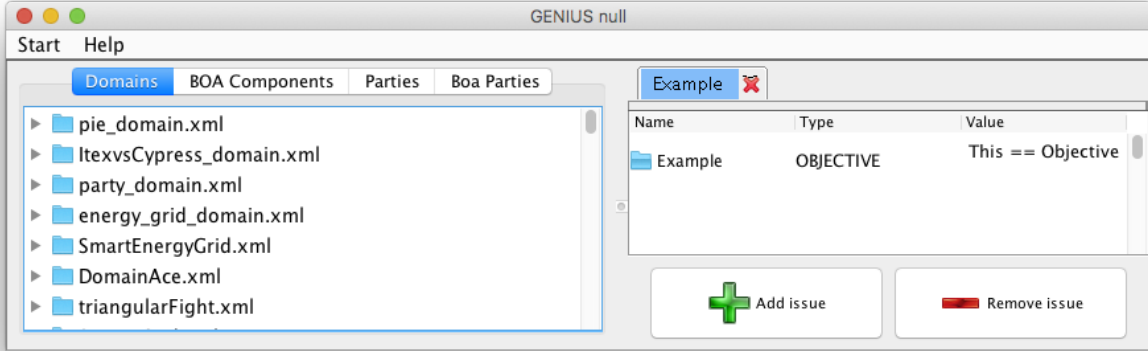 GENIUS null
Start Help
Domains BOA Components Parties Boa Parties
pie_domain.xml
ItexvsCypress_domain.xml
party_domain.xml
energy_grid_domain.xml
SmartEnergyGrid.xml
DomainAce.xml
triangularFight.xml
Example
Name Type Value
Example OBJECTIVE This == Objective
Add issue Remove issue